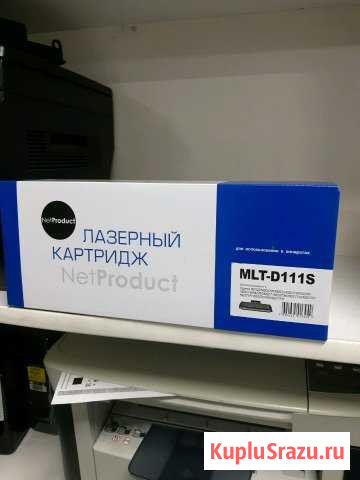 NetProduct
ЛАЗЕРНЫЙ
КАРТРИДЖ
NetProduct
для использования в аппаратах
MLT-D111S
KupluSrazu.ru